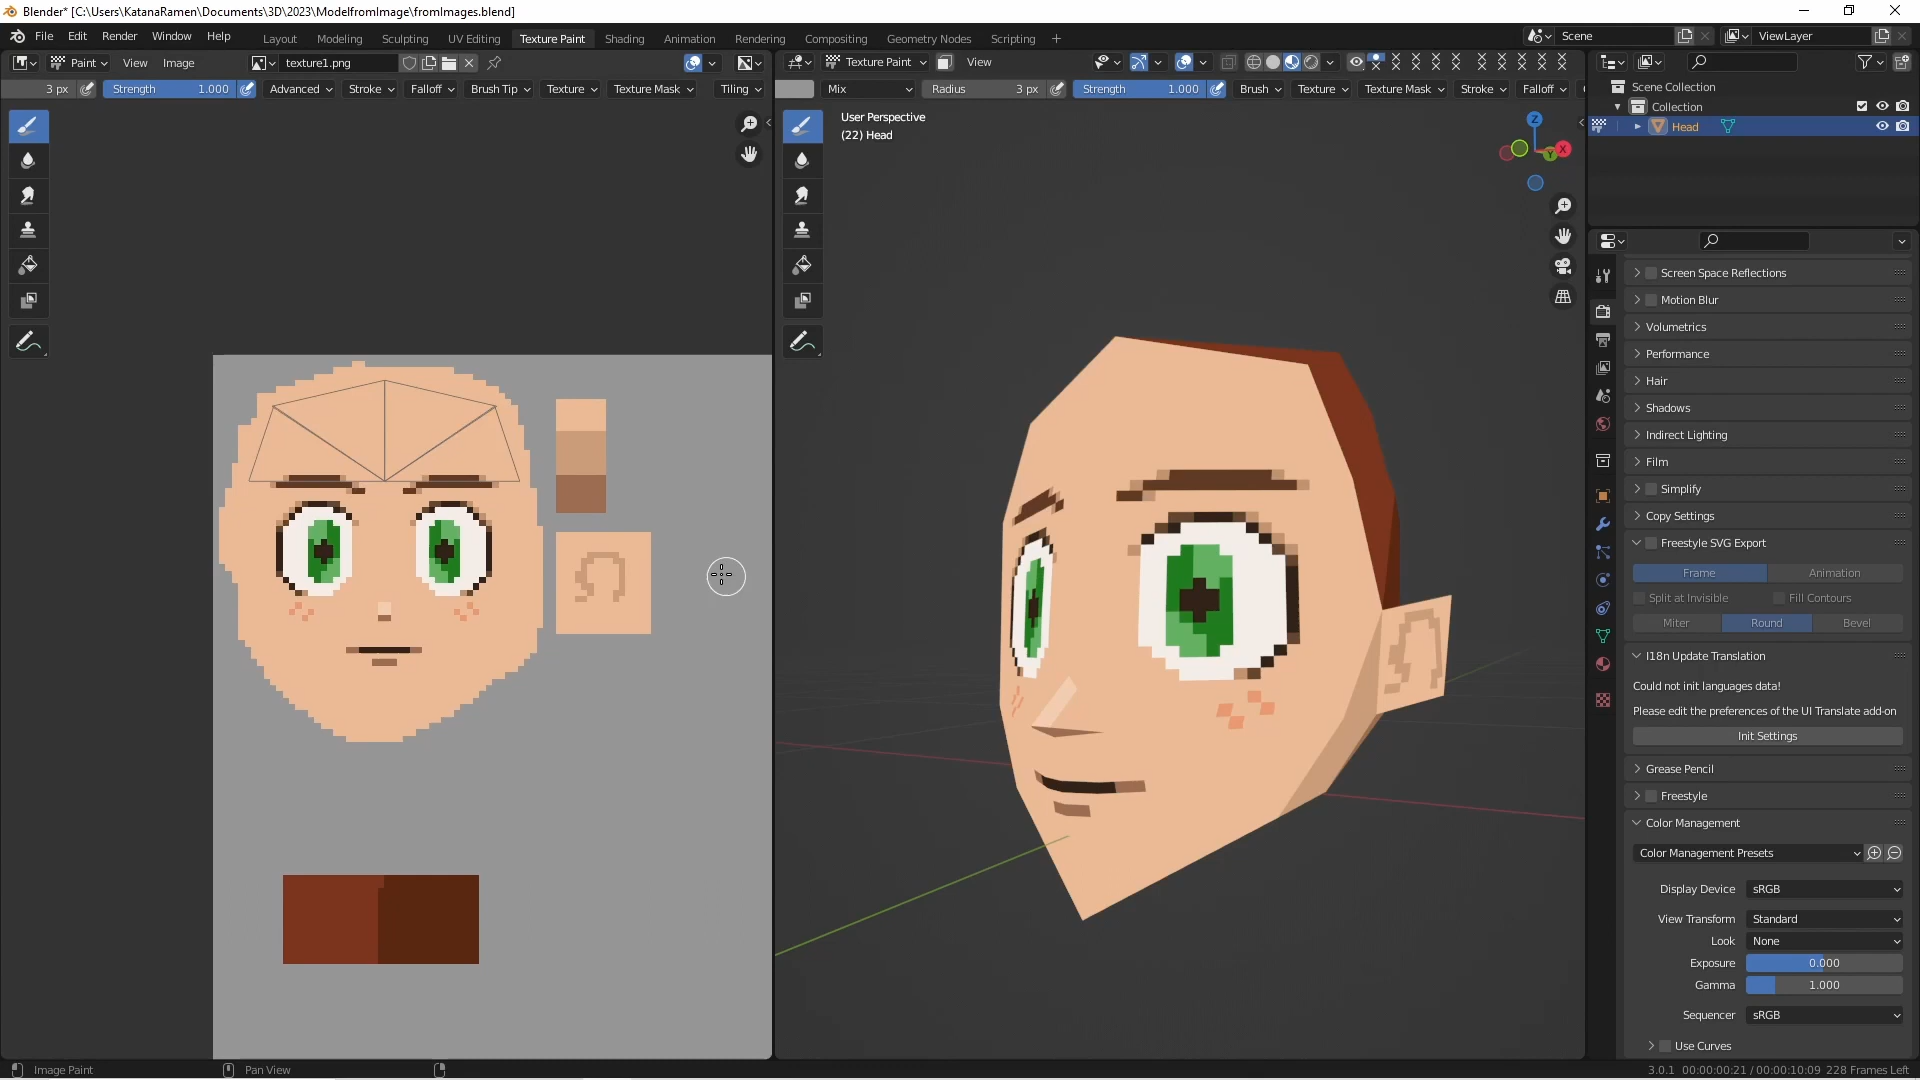 Blender* [C:\Users\KatanaRamen\Documents\3D\2023\ModelfromImage\fromImages.blend]
File Edit Render Window Help Layout Modeling Sculpting UV Editing Texture Paint Shading Animation Rendering Compositing Geometry Nodes Scripting Scene ViewLayer
Paint View Image texture1.png Texture Paint View
3 px Strength 1.000 Advanced Stroke Falloff Brush Tip Texture Texture Mask Tiling Mix Radius 3 px Strength 1.000 Brush Texture Texture Mask Stroke Falloff
Scene Collection
Collection
Head
User Perspective
(22) Head
Z
X
Y
Screen Space Reflections
Motion Blur
Volumetrics
Performance
Hair
Shadows
Indirect Lighting
Film
Simplify
Copy Settings
Freestyle SVG Export
Frame Animation
Split at Invisible Fill Contours
Miter Round Bevel
I18n Update Translation
Could not init languages data!
Please edit the preferences of the UI Translate add-on
Init Settings
Grease Pencil
Freestyle
Color Management
Color Management Presets
Display Device sRGB
View Transform Standard
Look None
Exposure 0.000
Gamma 1.000
Sequencer sRGB
Use Curves
Image Paint Pan View 3.0.1 00:00:00:21 / 00:00:10:09 228 Frames Left